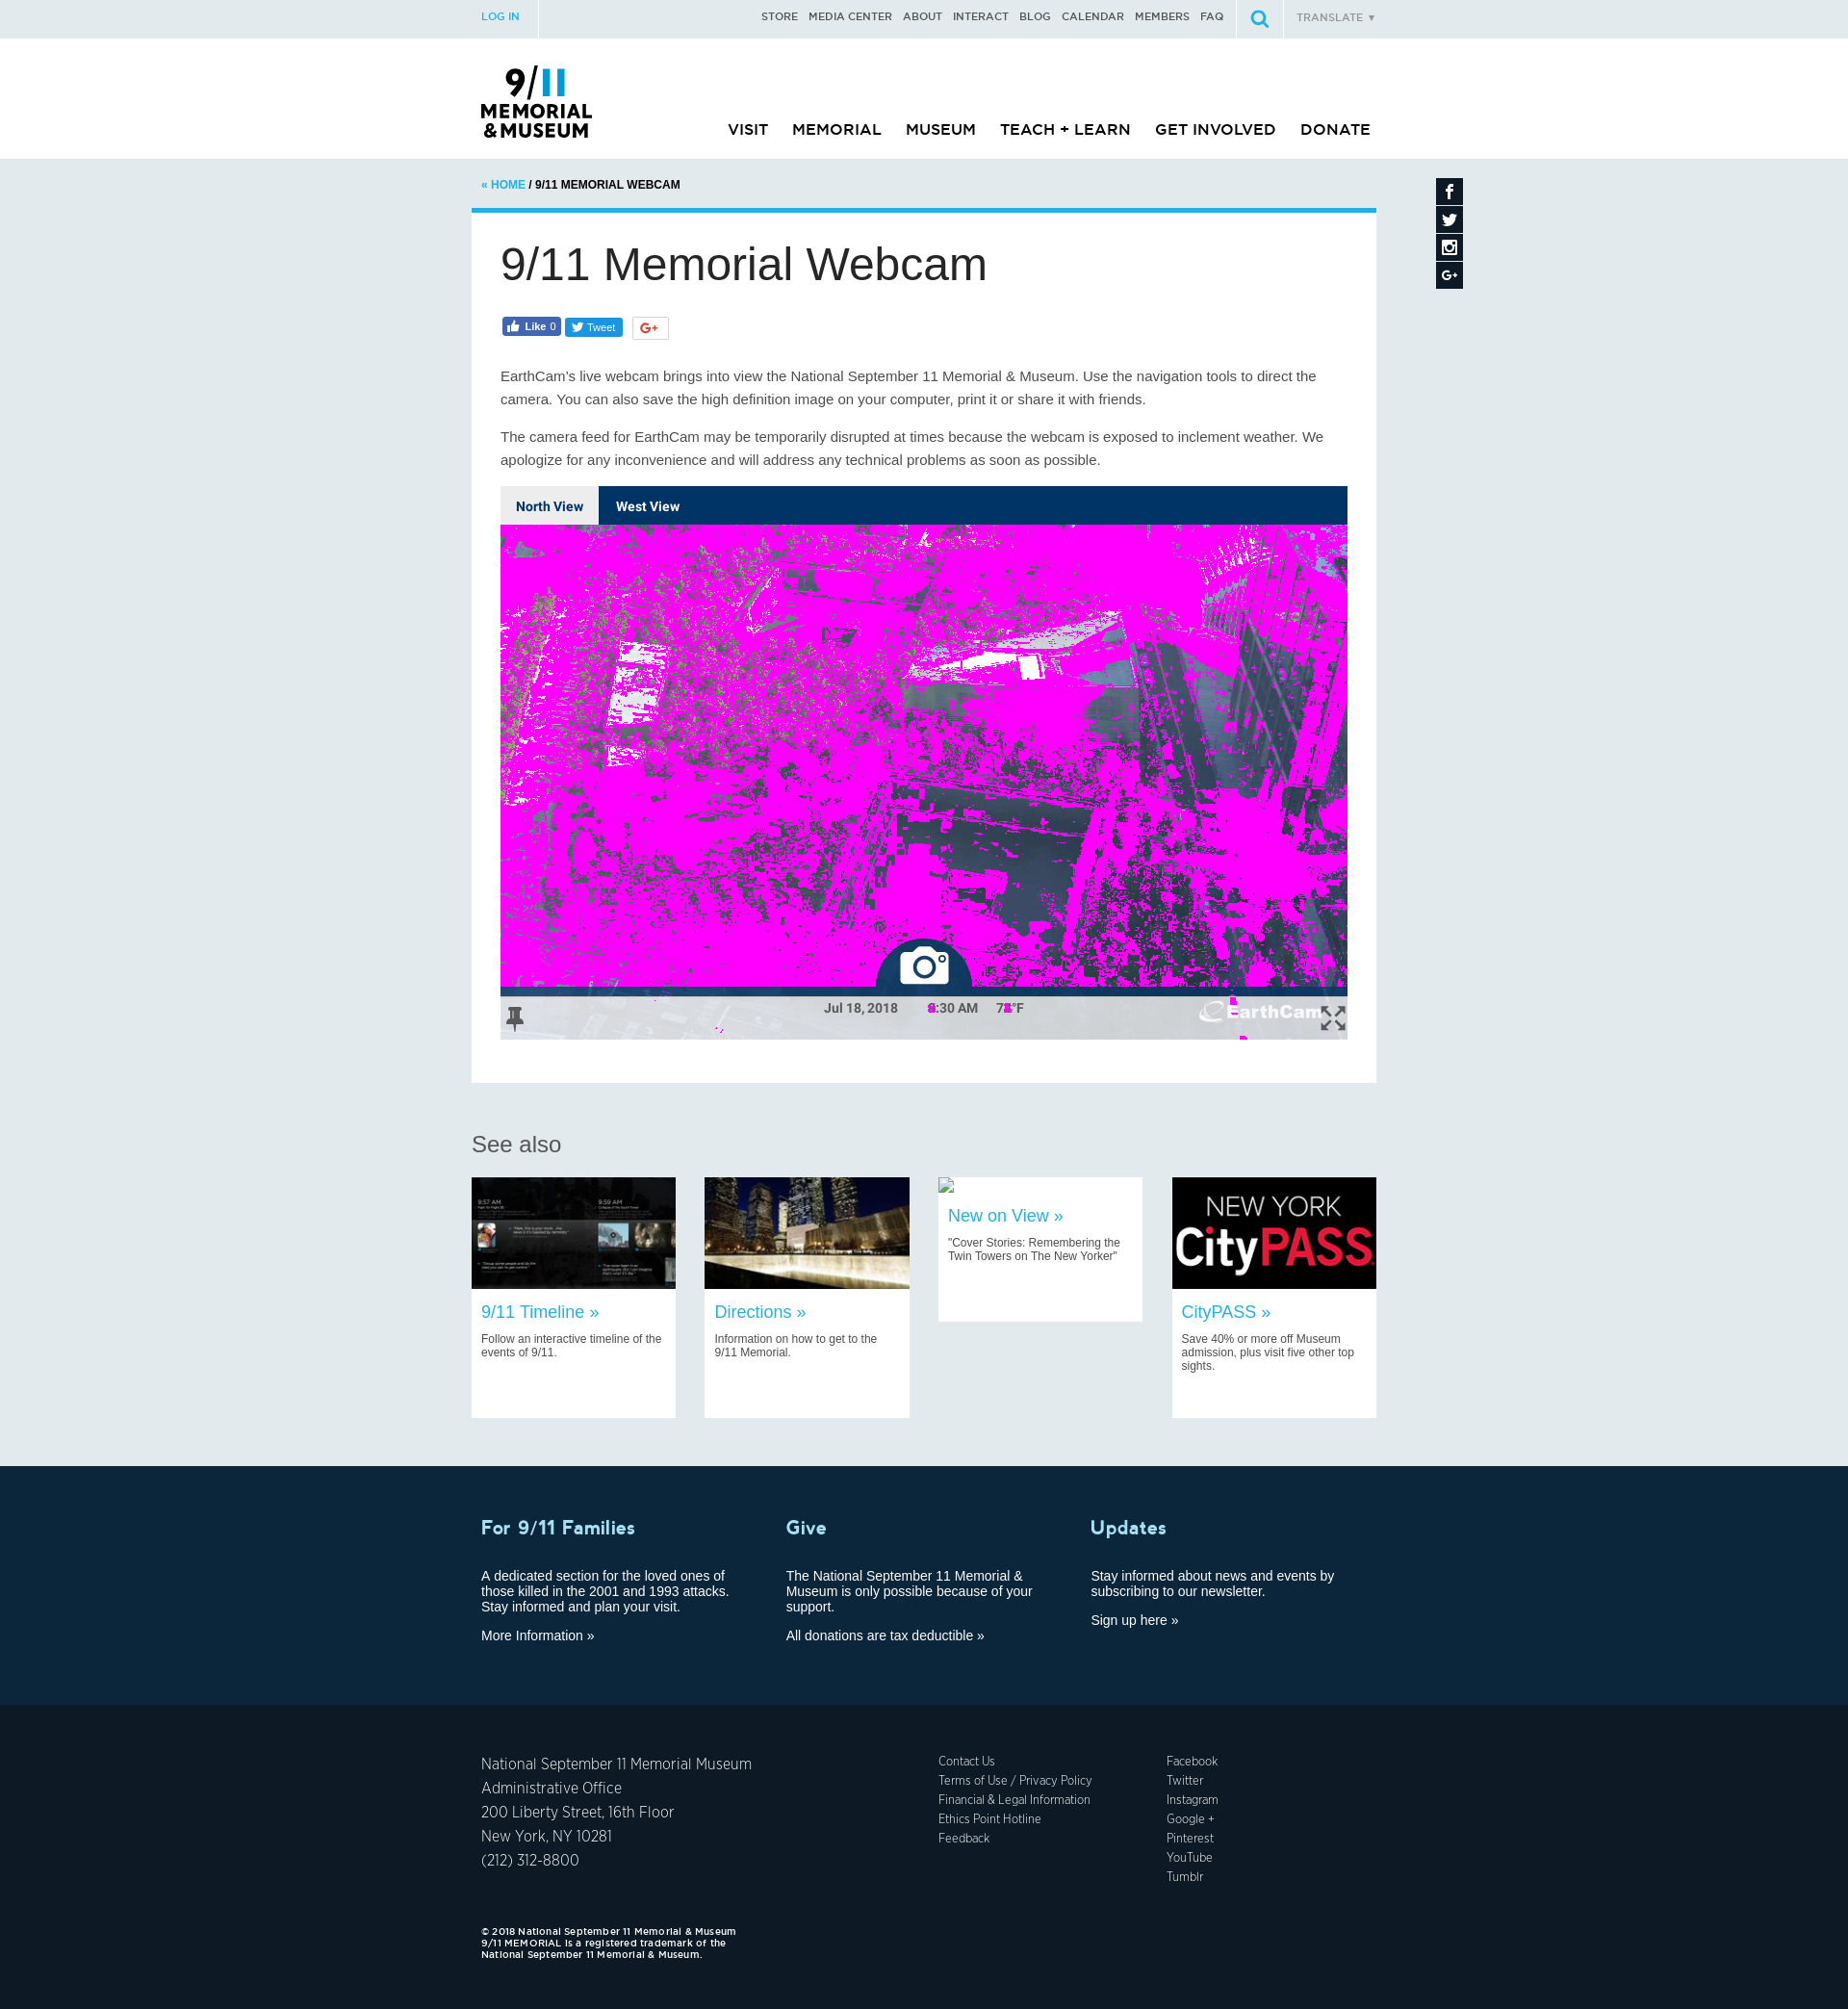 LOG IN
STORE MEDIA CENTER ABOUT INTERACT BLOG CALENDAR MEMBERS FAQ
TRANSLATE ▼
9/11
MEMORIAL
& MUSEUM
VISIT MEMORIAL MUSEUM TEACH + LEARN GET INVOLVED DONATE
« HOME / 9/11 MEMORIAL WEBCAM
9/11 Memorial Webcam
Like 0
Tweet
G+
EarthCam's live webcam brings into view the National September 11 Memorial & Museum. Use the navigation tools to direct the
camera. You can also save the high definition image on your computer, print it or share it with friends.
The camera feed for EarthCam may be temporarily disrupted at times because the webcam is exposed to inclement weather. We
apologize for any inconvenience and will address any technical problems as soon as possible.
North View West View
Jul 18, 2018 :30 AM °F
EarthCam
See also
9:57 AM
9:59 AM
NEW YORK
CityPASS
9/11 Timeline »
Follow an interactive timeline of the
events of 9/11.
Directions »
Information on how to get to the
9/11 Memorial.
New on View »
"Cover Stories: Remembering the
Twin Towers on The New Yorker"
CityPASS »
Save 40% or more off Museum
admission, plus visit five other top
sights.
For 9/11 Families
A dedicated section for the loved ones of
those killed in the 2001 and 1993 attacks.
Stay informed and plan your visit.
More Information »
Give
The National September 11 Memorial &
Museum is only possible because of your
support.
All donations are tax deductible »
Updates
Stay informed about news and events by
subscribing to our newsletter.
Sign up here »
National September 11 Memorial Museum
Administrative Office
200 Liberty Street, 16th Floor
New York, NY 10281
(212) 312-8800
Contact Us
Terms of Use / Privacy Policy
Financial & Legal Information
Ethics Point Hotline
Feedback
Facebook
Twitter
Instagram
Google +
Pinterest
YouTube
Tumblr
© 2018 National September 11 Memorial & Museum
9/11 MEMORIAL is a registered trademark of the
National September 11 Memorial & Museum.